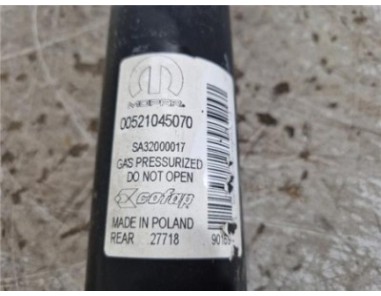 MOPAR
00521045070
SA32000017
GAS PRESSURIZED
DO NOT OPEN
cofap
MADE IN POLAND
REAR 27718